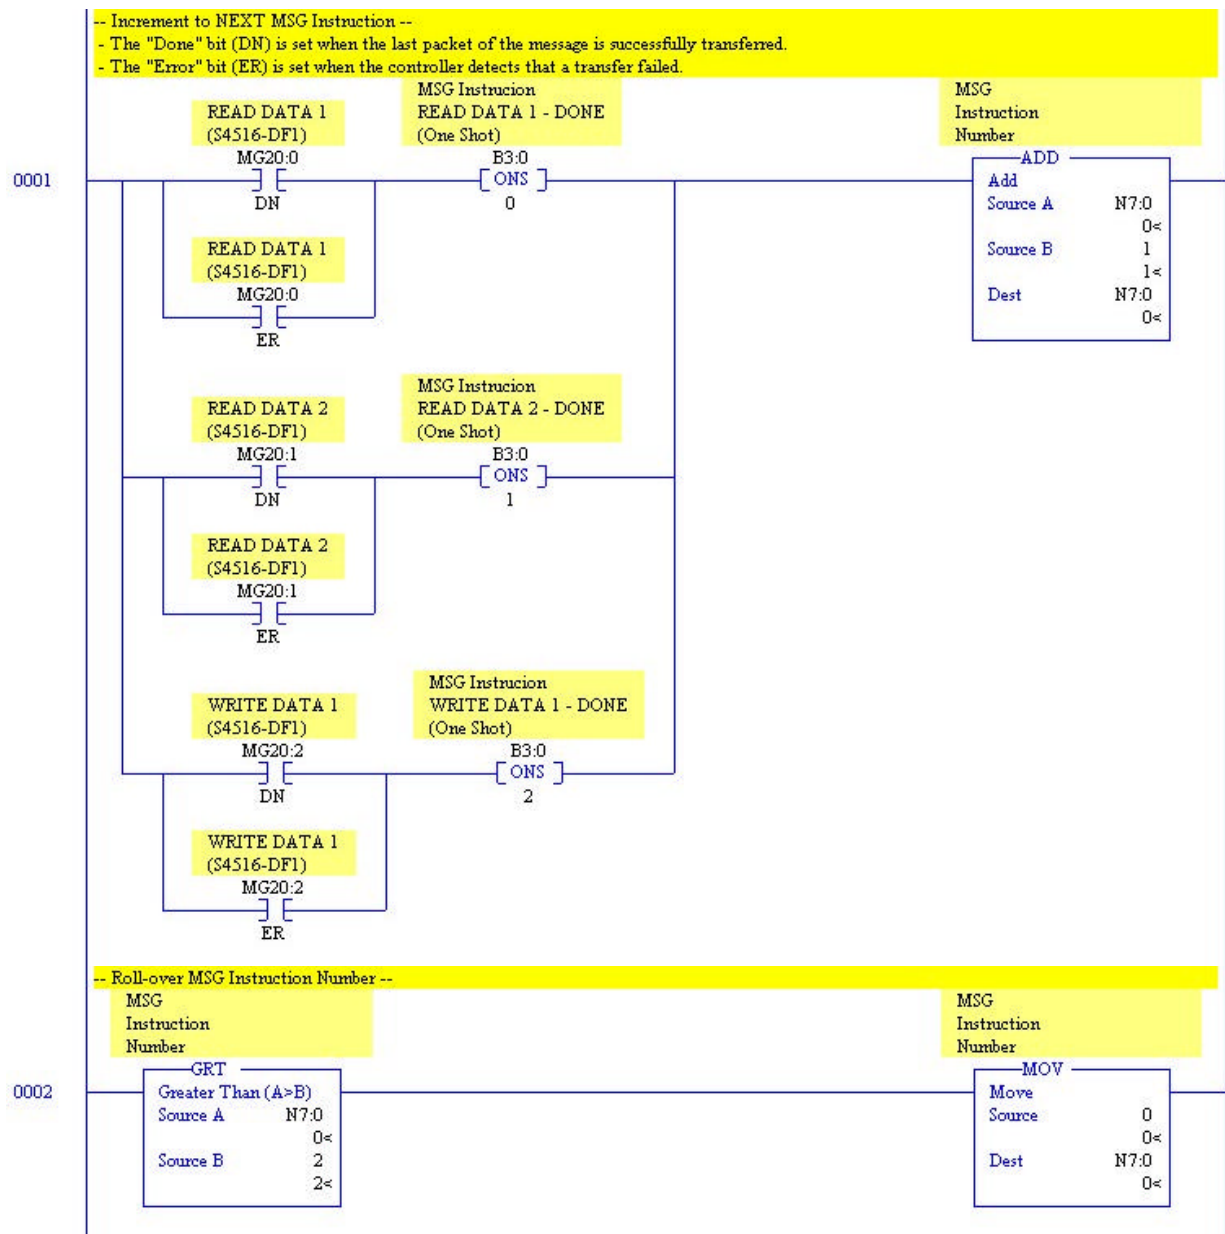 -- Increment to NEXT MSG Instruction --
- The "Done" bit (DN) is set when the last packet of the message is successfully transferred.
- The "Error" bit (ER) is set when the controller detects that a transfer failed.
0001
READ DATA 1
(S4516-DF1)
MG20:0
DN
MSG Instrucion
READ DATA 1 - DONE
(One Shot)
B3:0
ONS
0
MSG
Instruction
Number
ADD
Add
Source A N7:0
0<
Source B 1
1<
Dest N7:0
0<
READ DATA 1
(S4516-DF1)
MG20:0
ER
READ DATA 2
(S4516-DF1)
MG20:1
DN
MSG Instrucion
READ DATA 2 - DONE
(One Shot)
B3:0
ONS
1
READ DATA 2
(S4516-DF1)
MG20:1
ER
WRITE DATA 1
(S4516-DF1)
MG20:2
DN
MSG Instrucion
WRITE DATA 1 - DONE
(One Shot)
B3:0
ONS
2
WRITE DATA 1
(S4516-DF1)
MG20:2
ER
-- Roll-over MSG Instruction Number --
0002
MSG
Instruction
Number
GRT
Greater Than (A>B)
Source A N7:0
0<
Source B 2
2<
MSG
Instruction
Number
MOV
Move
Source 0
0<
Dest N7:0
0<